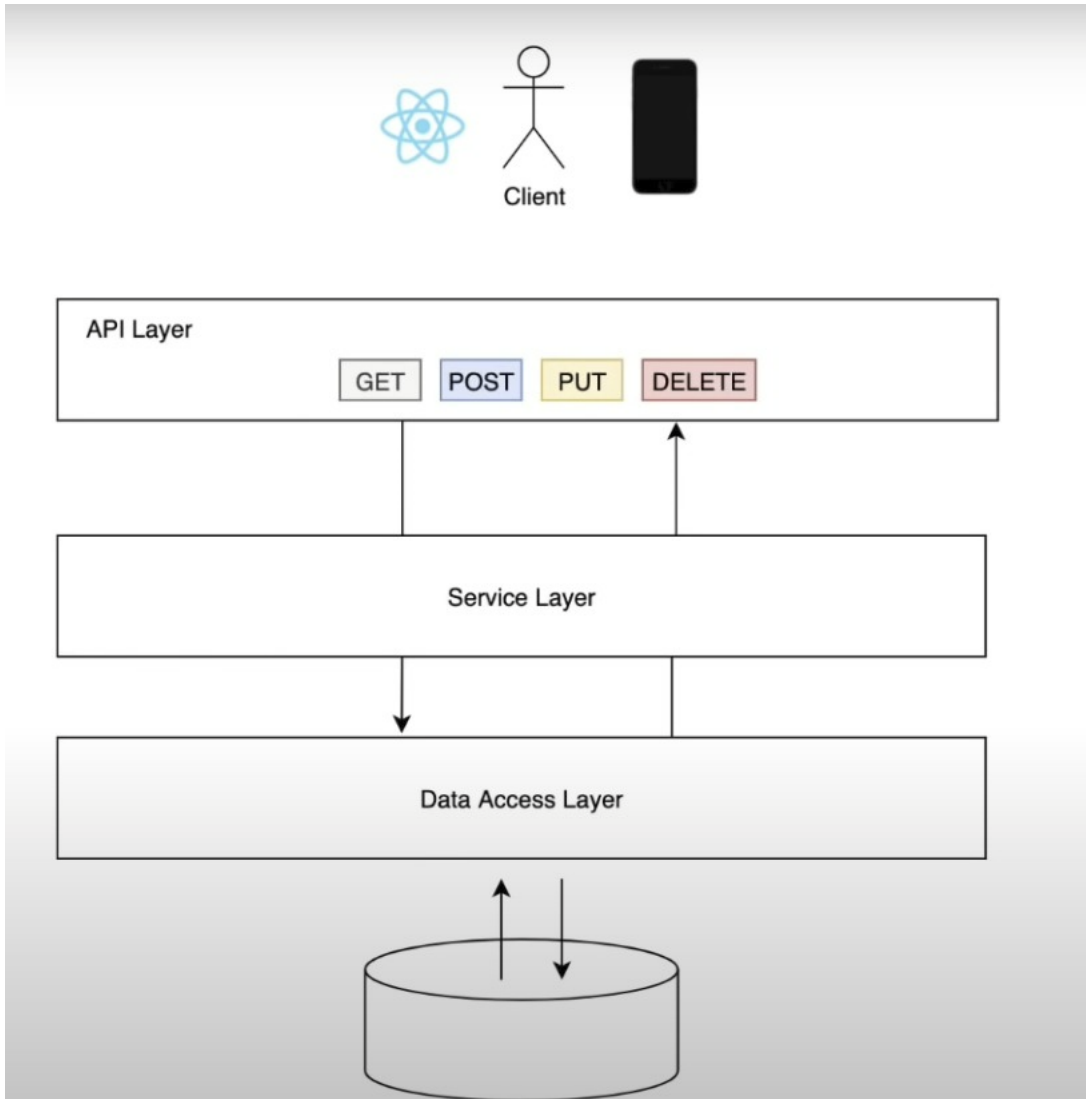 Client
API Layer
GET POST PUT DELETE
Service Layer
Data Access Layer